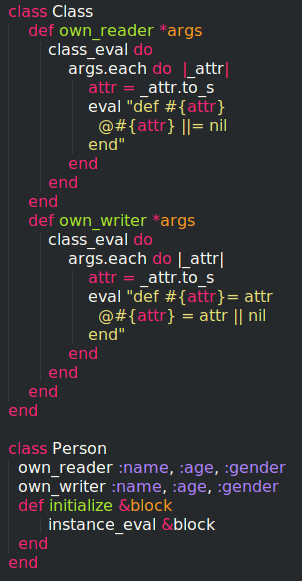 class Class
def own_reader *args
class_eval do
args.each do |_attr|
attr = _attr.to_s
eval "def #{attr}
@#{attr} ||= nil
end"
end
end
end
def own_writer *args
class_eval do
args.each do |_attr|
attr = _attr.to_s
eval "def #{attr}= attr
@#{attr} = attr || nil
end"
end
end
end
end
class Person
own_reader :name, :age, :gender
own_writer :name, :age, :gender
def initialize &block
instance_eval &block
end
end